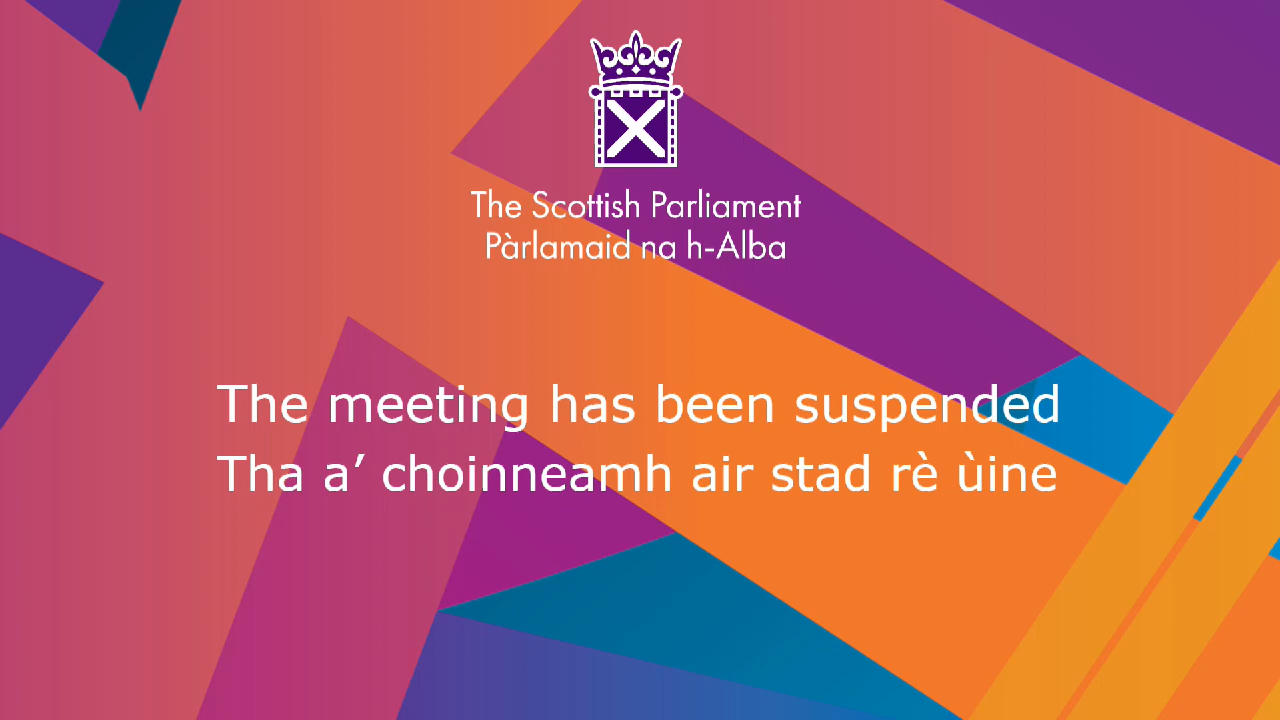 The Scottish Parliament
Pàrlamaid na h-Alba
The meeting has been suspended
Tha a’ choinneamh air stad rè ùine